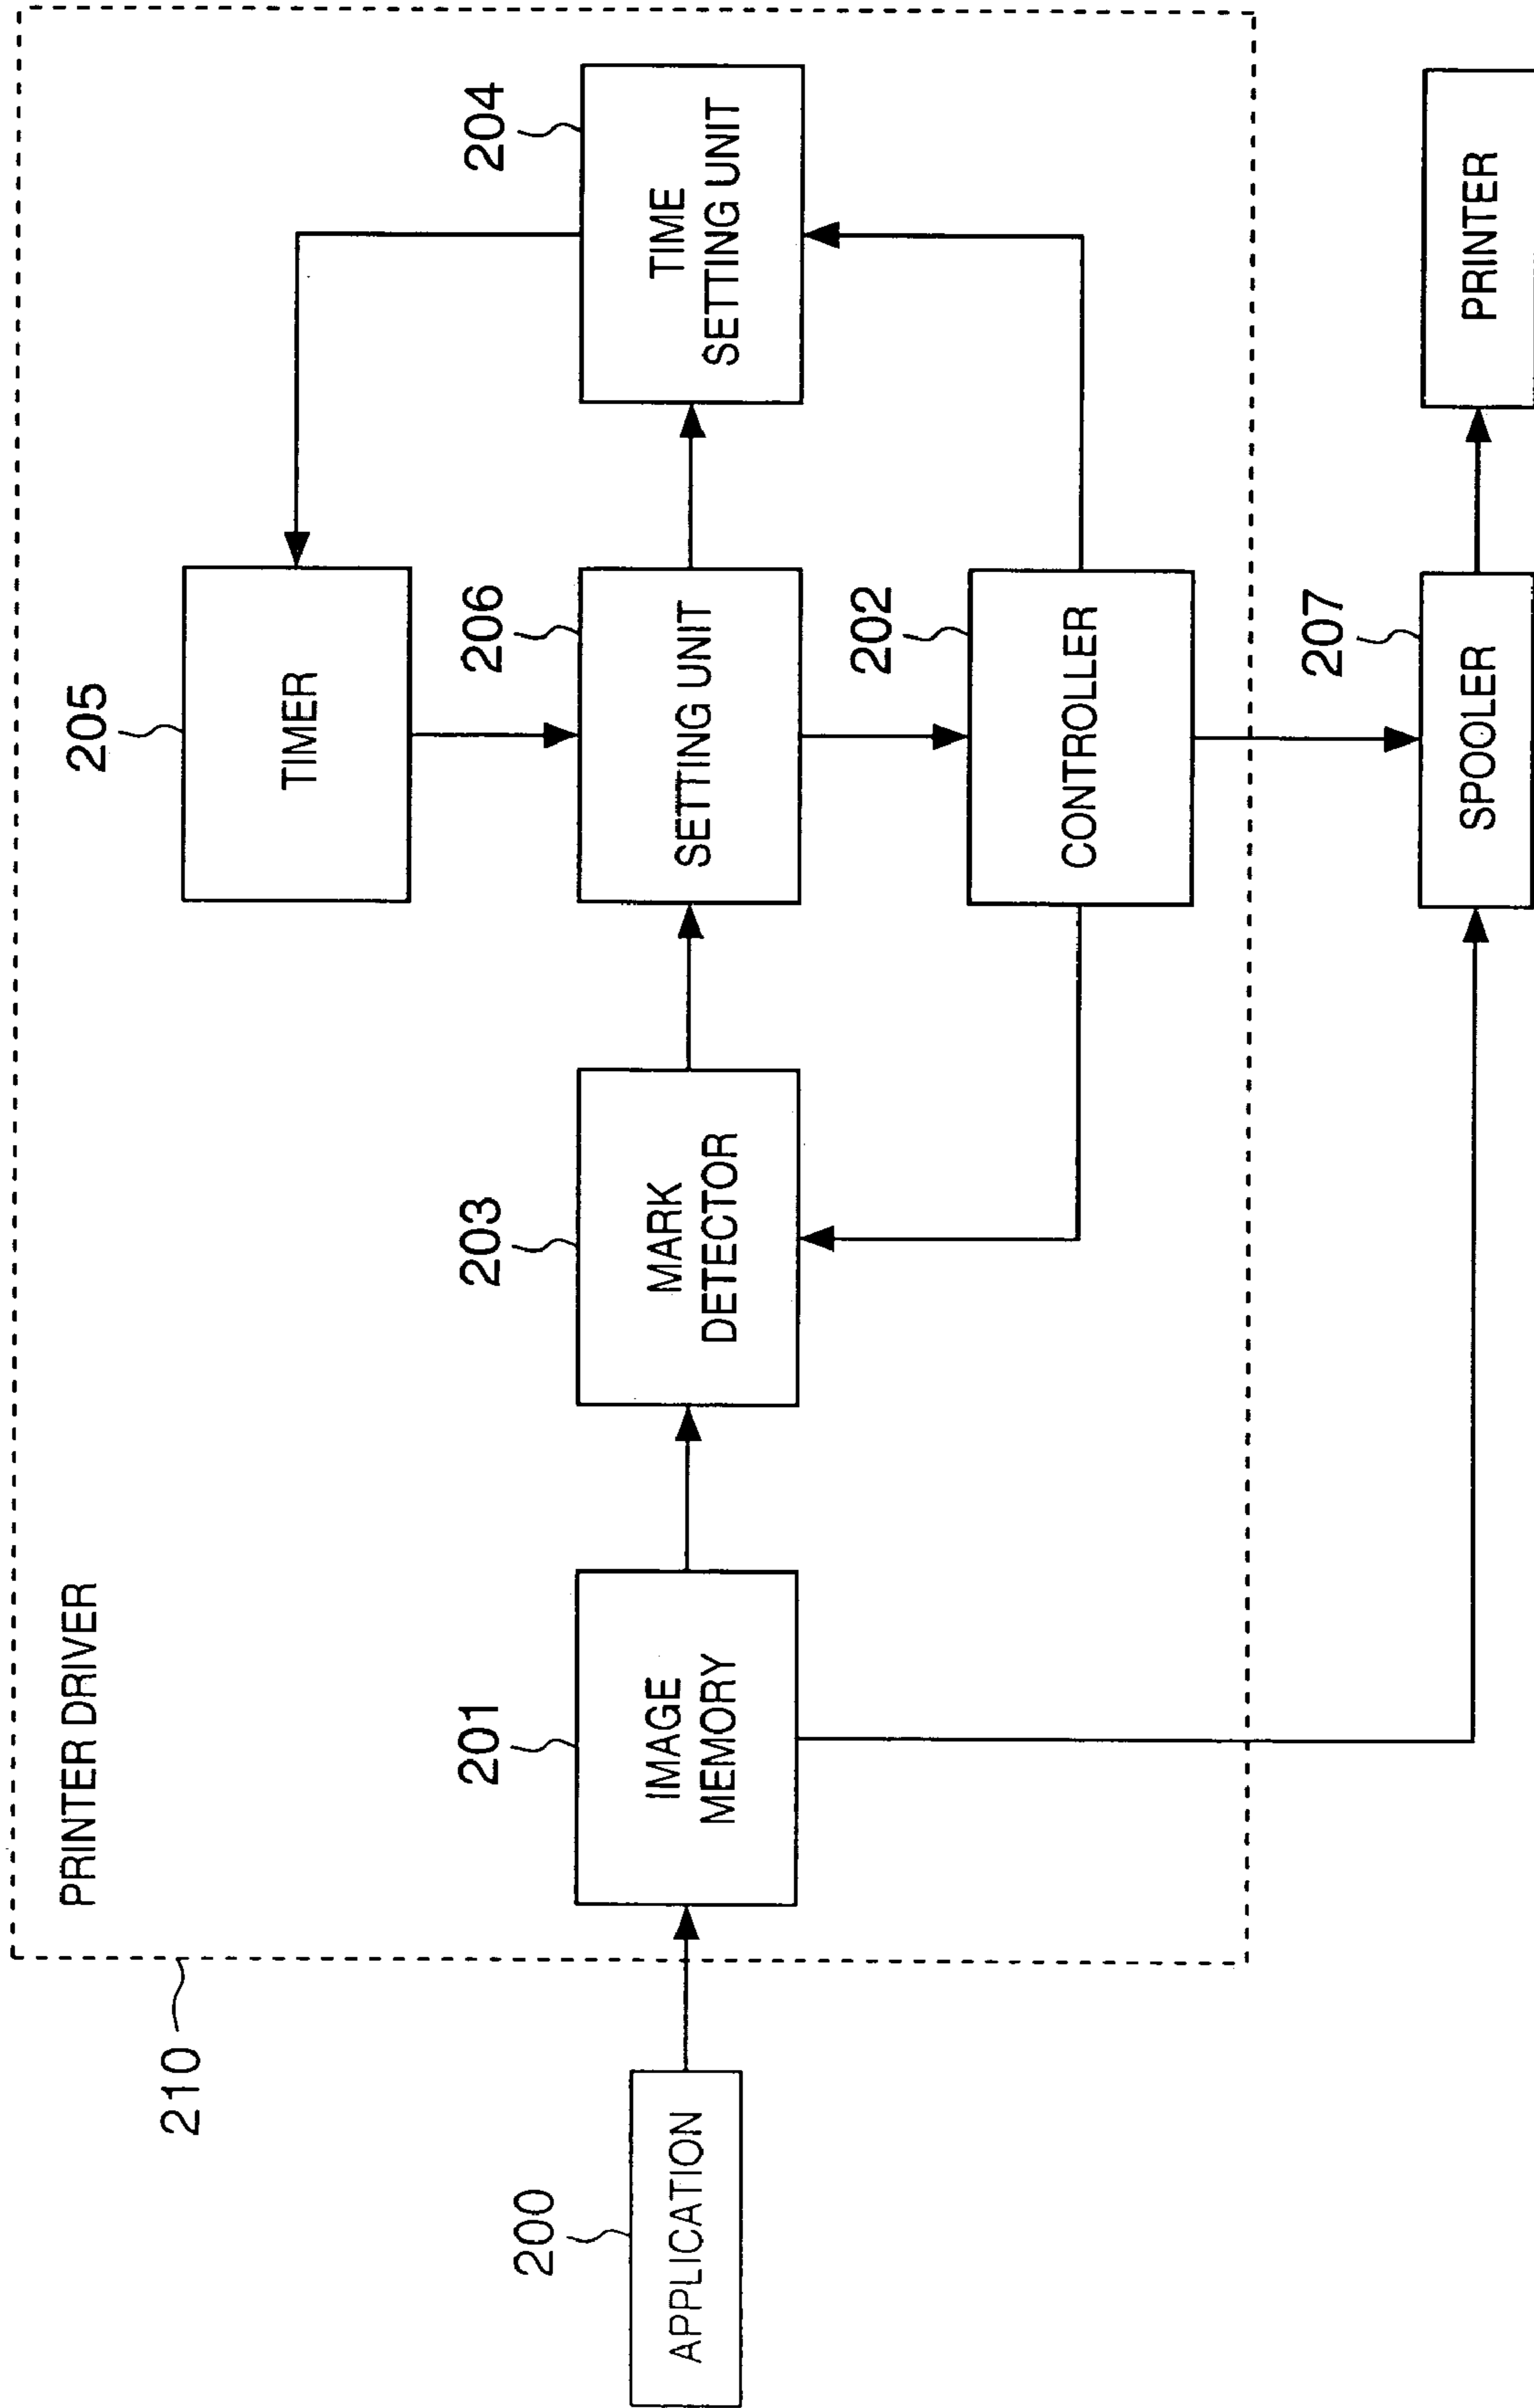 210
PRINTER DRIVER
205
TIMER
200
APPLICATION
201
IMAGE
MEMORY
203
MARK
DETECTOR
206
SETTING UNIT
204
TIME
SETTING UNIT
202
CONTROLLER
207
SPOOLER
PRINTER